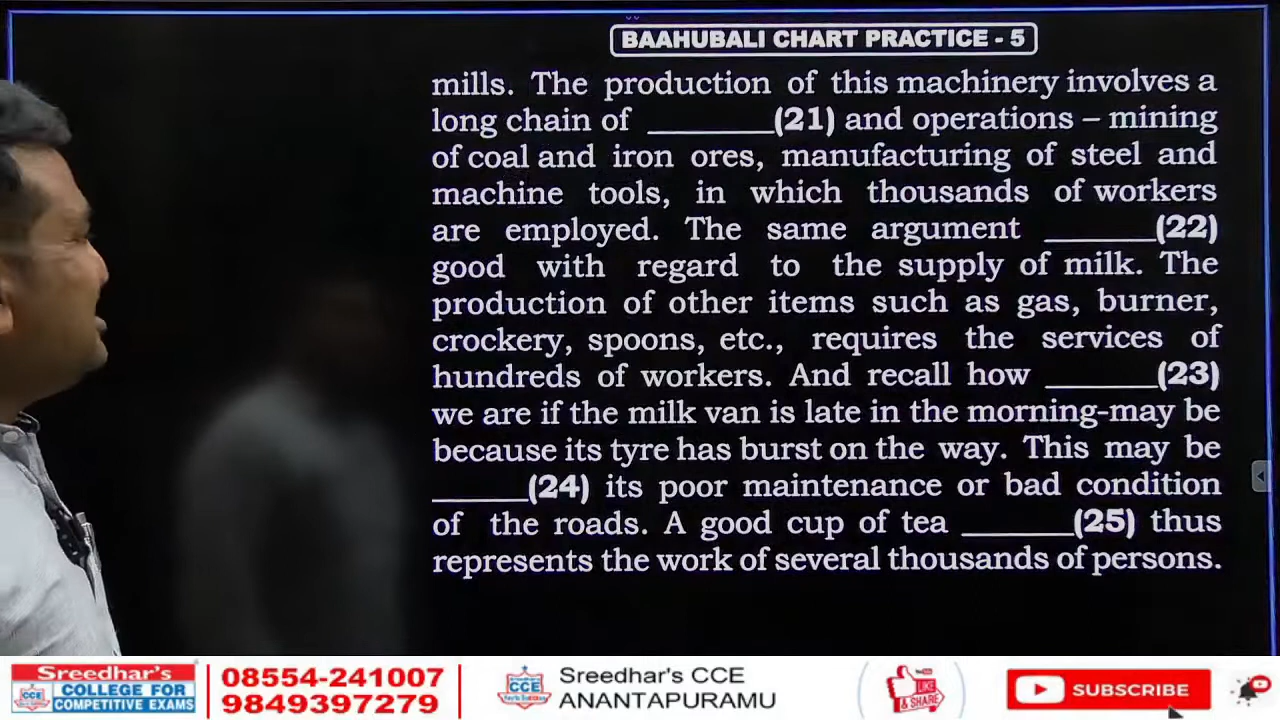 BAAHUBALI CHART PRACTICE - 5
mills. The production of this machinery involves a
long chain of ________(21) and operations – mining
of coal and iron ores, manufacturing of steel and
machine tools, in which thousands of workers
are employed. The same argument _______(22)
good with regard to the supply of milk. The
production of other items such as gas, burner,
crockery, spoons, etc., requires the services of
hundreds of workers. And recall how _______(23)
we are if the milk van is late in the morning-may be
because its tyre has burst on the way. This may be
______(24) its poor maintenance or bad condition
of the roads. A good cup of tea _______(25) thus
represents the work of several thousands of persons.
Sreedhar's
CCE
COLLEGE FOR
COMPETITIVE EXAMS
08554-241007
9849397279
CCE
Sreedhar's CCE
ANANTAPURAMU
LIKE
& SHARE
SUBSCRIBE